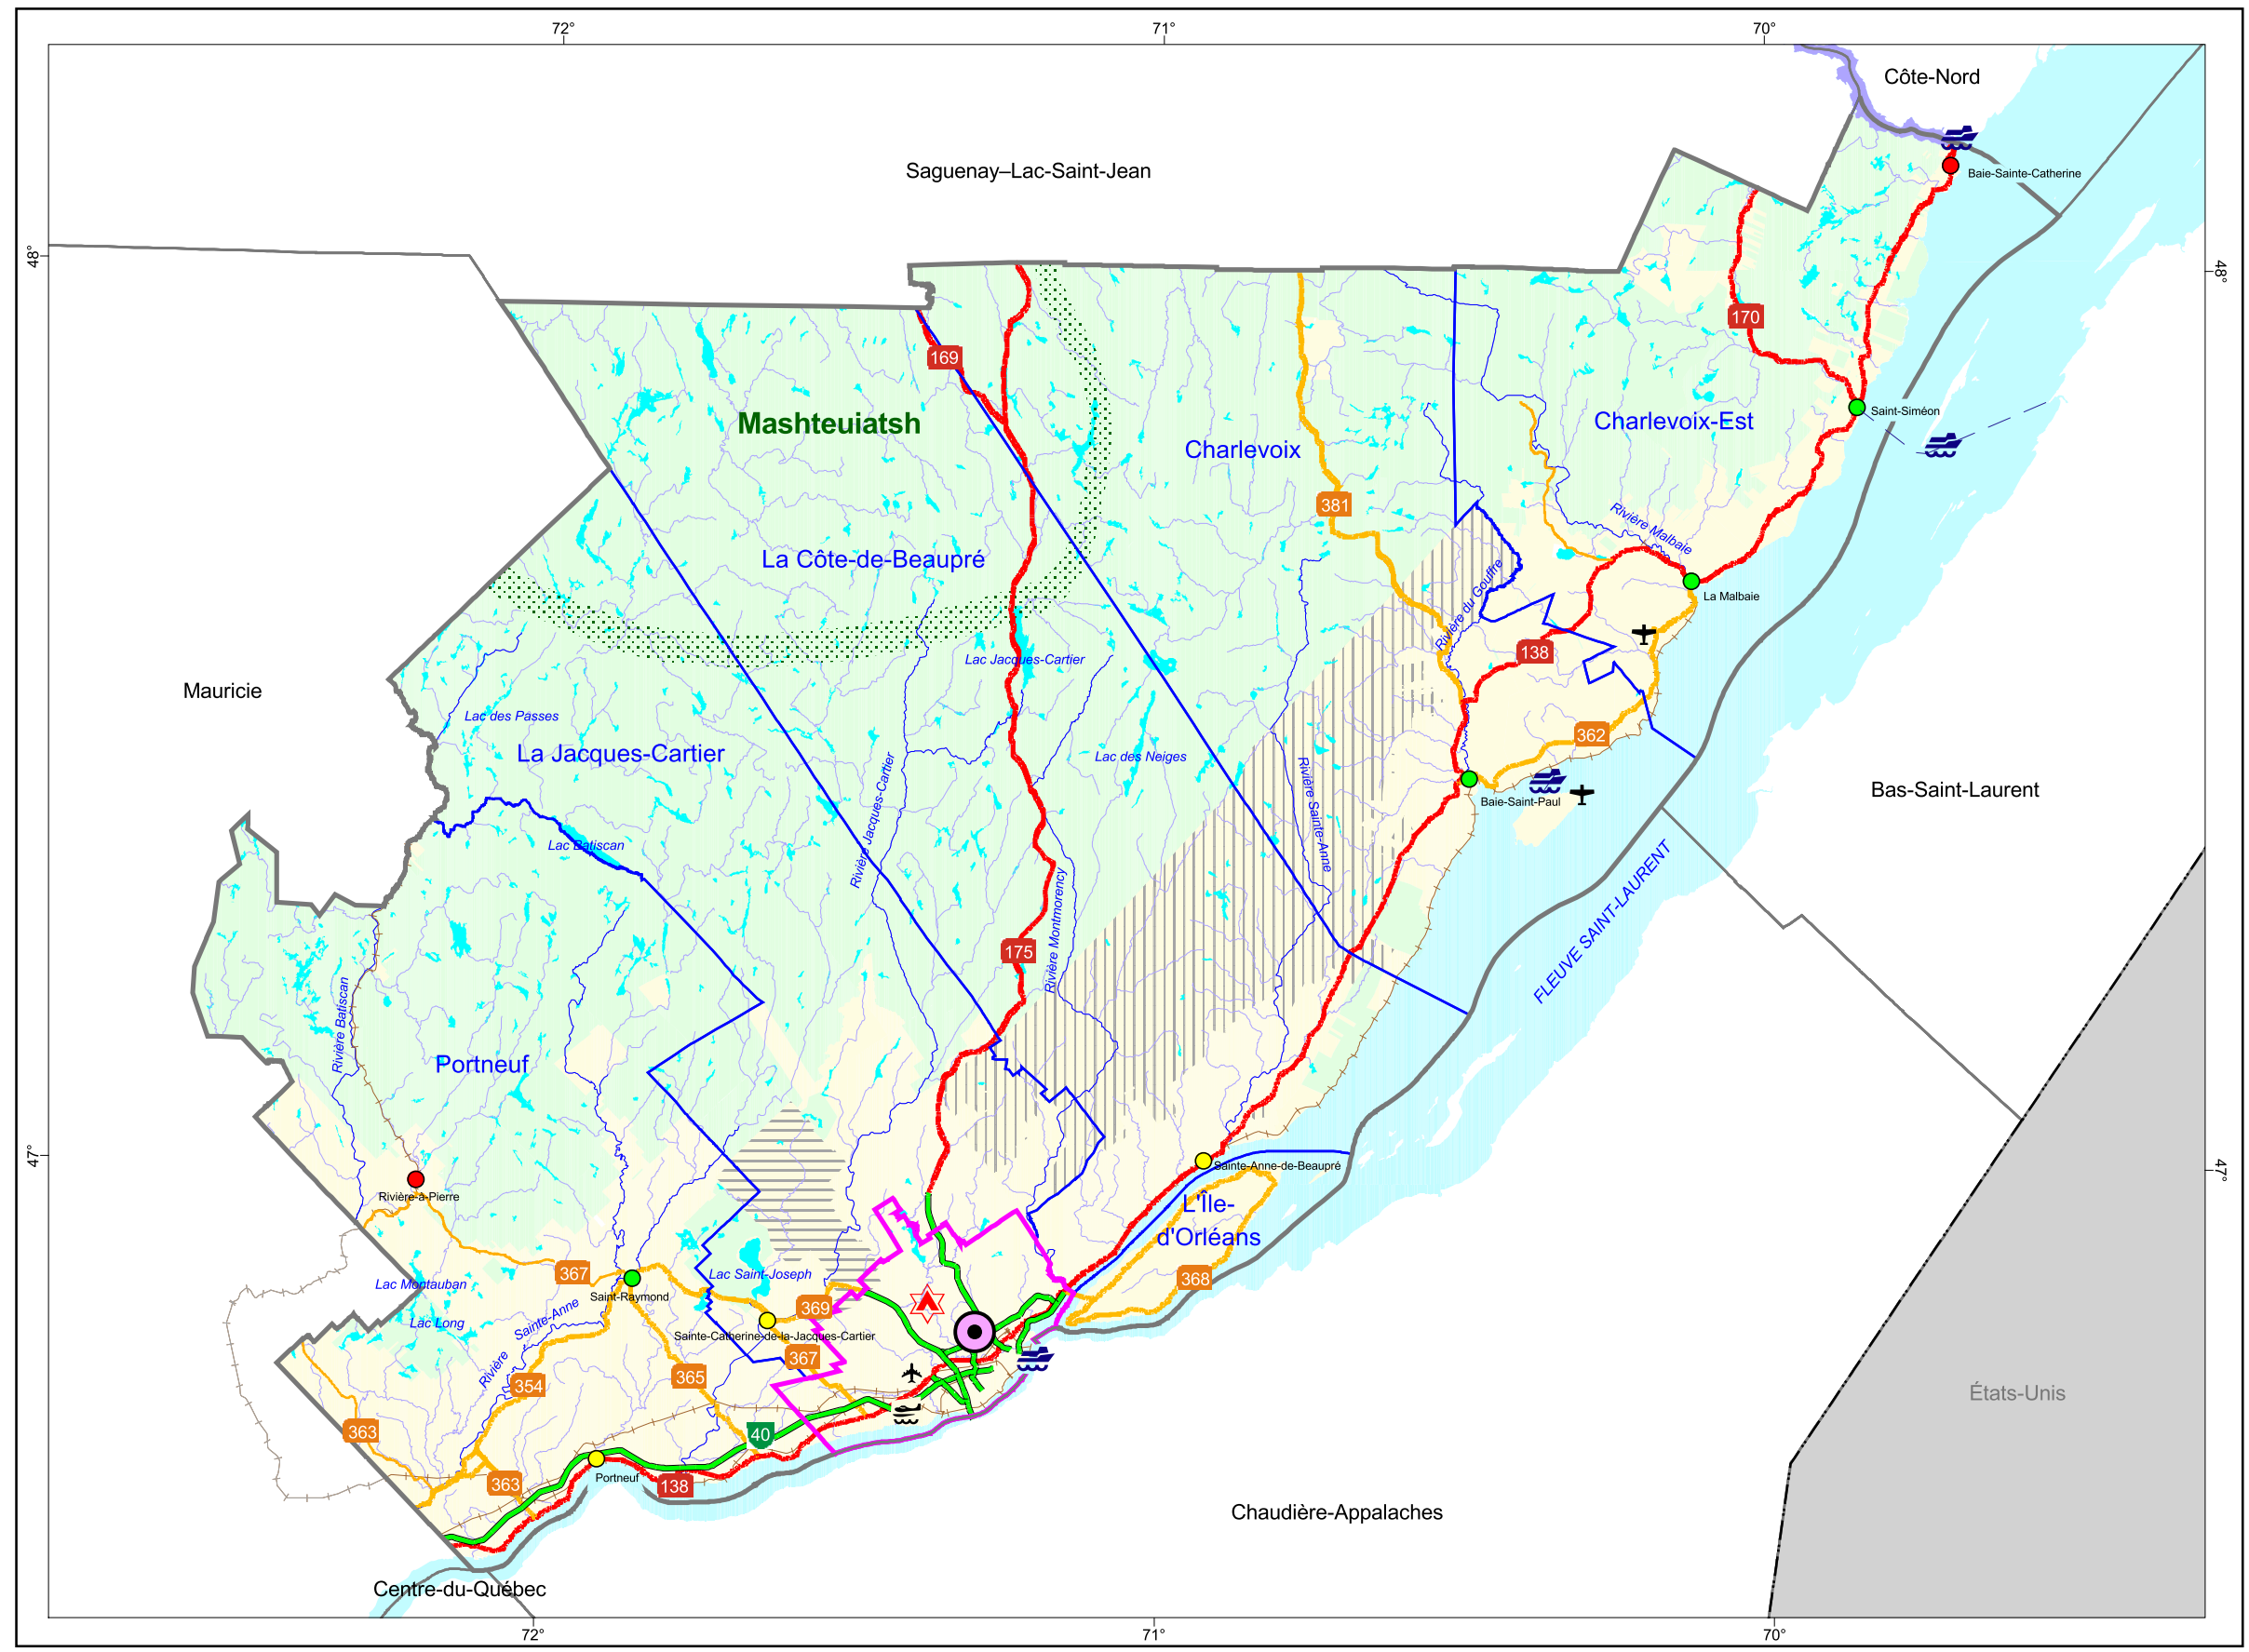 72°
71°
70°
Côte-Nord
Saguenay–Lac-Saint-Jean
Baie-Sainte-Catherine
48°
48°
170
169
Saint-Siméon
Mashteuiatsh
Charlevoix-Est
Charlevoix
381
Rivière Malbaie
La Côte-de-Beaupré
Rivière du Gouffre
La Malbaie
138
Lac Jacques-Cartier
Mauricie
Lac des Passes
La Jacques-Cartier
362
Lac des Neiges
Bas-Saint-Laurent
Baie-Saint-Paul
Rivière Jacques-Cartier
Rivière Sainte-Anne
Lac Batiscan
FLEUVE SAINT-LAURENT
Rivière Montmorency
175
Rivière Batiscan
Portneuf
47°
47°
Sainte-Anne-de-Beaupré
Rivière-à-Pierre
L'Île-
d'Orléans
367
Lac Saint-Joseph
368
Lac Montauban
Saint-Raymond
369
Lac Long
Rivière Sainte-Anne
Sainte-Catherine-de-la-Jacques-Cartier
367
365
354
États-Unis
363
40
Portneuf
363
138
Chaudière-Appalaches
Centre-du-Québec
72°
71°
70°